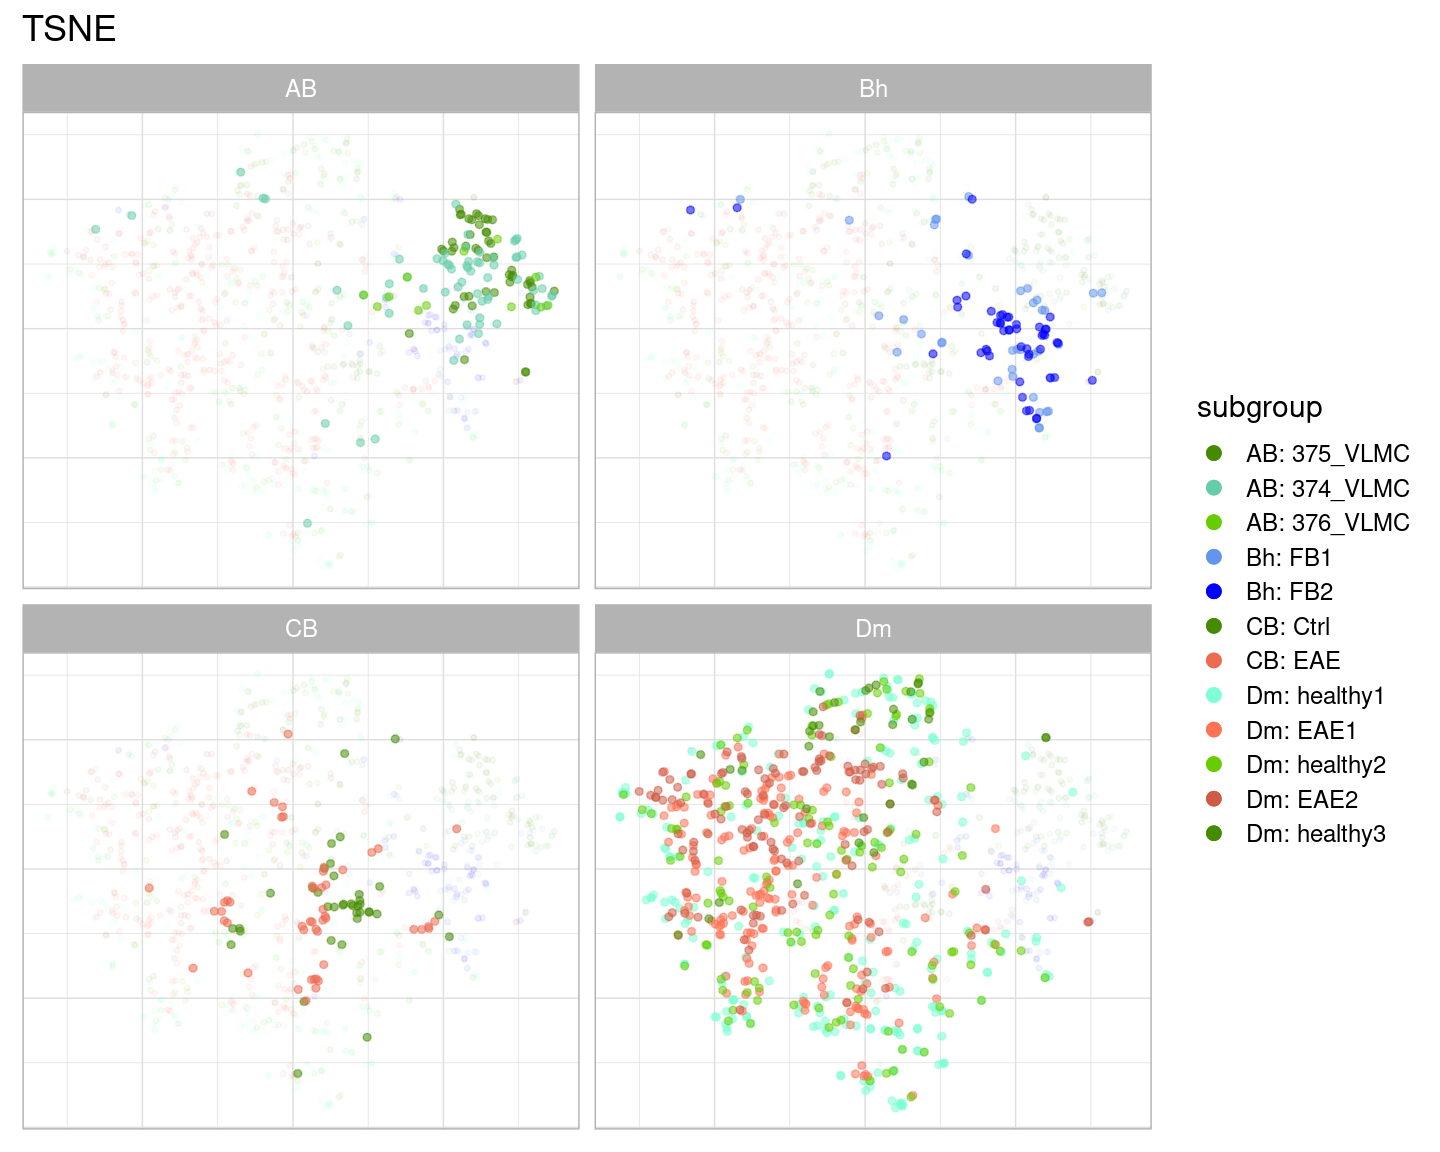 TSNE
AB
Bh
CB
Dm
subgroup
AB: 375_VLMC
AB: 374_VLMC
AB: 376_VLMC
Bh: FB1
Bh: FB2
CB: Ctrl
CB: EAE
Dm: healthy1
Dm: EAE1
Dm: healthy2
Dm: EAE2
Dm: healthy3